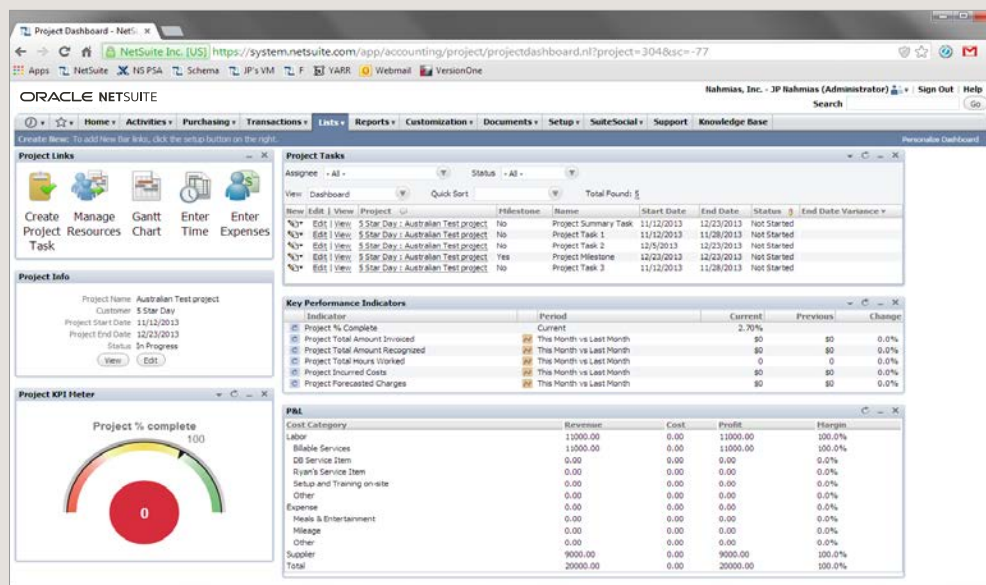 Project Dashboard - NetS
NetSuite Inc. [US] https://system.netsuite.com/app/accounting/project/projectdashboard.nl?project=304&sc=-77
Apps NetSuite NS PSA Schema JP's VM F YARR Webmail VersionOne
Nahmias, Inc. - JP Nahmias (Administrator) Sign Out Help
ORACLE NETSUITE
Search Go
Home Activities Purchasing Transactions Lists Reports Customization Documents Setup SuiteSocial Support Knowledge Base
Create New: To add New Bar links, click the setup button on the right. Personalize Dashboard
Project Links
Create Project Task
Manage Resources
Gantt Chart
Enter Time
Enter Expenses
Project Info
Project Name Australian Test project
Customer 5 Star Day
Project Start Date 11/12/2013
Project End Date 12/23/2013
Status In Progress
View Edit
Project KPI Meter
Project % complete
100
0
Project Tasks
Assignee - All - Status - All -
View Dashboard Quick Sort Total Found: 5
New Edit | View Project Milestone Name Start Date End Date Status End Date Variance
Edit | View 5 Star Day : Australian Test project No Project Summary Task 11/12/2013 12/23/2013 Not Started
Edit | View 5 Star Day : Australian Test project No Project Task 1 11/12/2013 11/28/2013 Not Started
Edit | View 5 Star Day : Australian Test project No Project Task 2 12/5/2013 12/23/2013 Not Started
Edit | View 5 Star Day : Australian Test project Yes Project Milestone 12/23/2013 12/23/2013 Not Started
Edit | View 5 Star Day : Australian Test project No Project Task 3 11/12/2013 11/28/2013 Not Started
Key Performance Indicators
Indicator Period Current Previous Change
Project % Complete Current 2.70%
Project Total Amount Invoiced This Month vs Last Month $0 $0 0.0%
Project Total Amount Recognized This Month vs Last Month $0 $0 0.0%
Project Total Hours Worked This Month vs Last Month 0 0 0.0%
Project Incurred Costs This Month vs Last Month $0 $0 0.0%
Project Forecasted Charges This Month vs Last Month $0 $0 0.0%
P&L
Cost Category Revenue Cost Profit Margin
Labor 11000.00 0.00 11000.00 100.0%
Billable Services 11000.00 0.00 11000.00 100.0%
DB Service Item 0.00 0.00 0.00 0.0%
Ryan's Service Item 0.00 0.00 0.00 0.0%
Setup and Training on-site 0.00 0.00 0.00 0.0%
Other 0.00 0.00 0.00 0.0%
Expense 0.00 0.00 0.00 0.0%
Meals & Entertainment 0.00 0.00 0.00 0.0%
Mileage 0.00 0.00 0.00 0.0%
Other 0.00 0.00 0.00 0.0%
Supplier 9000.00 0.00 9000.00 100.0%
Total 20000.00 0.00 20000.00 100.0%